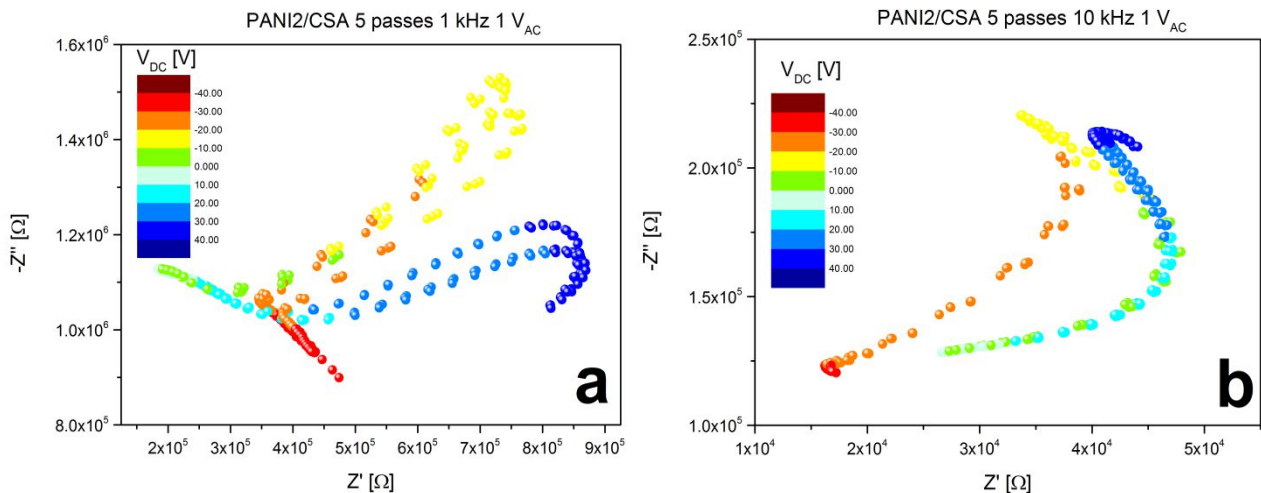 PANI2/CSA 5 passes 1 kHz 1 V_AC
V_DC [V]
-40.00
-30.00
-20.00
-10.00
0.000
10.00
20.00
30.00
40.00
1.6x10⁶
1.4x10⁶
1.2x10⁶
1.0x10⁶
8.0x10⁵
-Z'' [Ω]
2x10⁵ 3x10⁵ 4x10⁵ 5x10⁵ 6x10⁵ 7x10⁵ 8x10⁵ 9x10⁵
Z' [Ω]
a
PANI2/CSA 5 passes 10 kHz 1 V_AC
V_DC [V]
-40.00
-30.00
-20.00
-10.00
0.000
10.00
20.00
30.00
40.00
2.5x10⁵
2.0x10⁵
1.5x10⁵
1.0x10⁵
-Z'' [Ω]
1x10⁴ 2x10⁴ 3x10⁴ 4x10⁴ 5x10⁴
Z' [Ω]
b